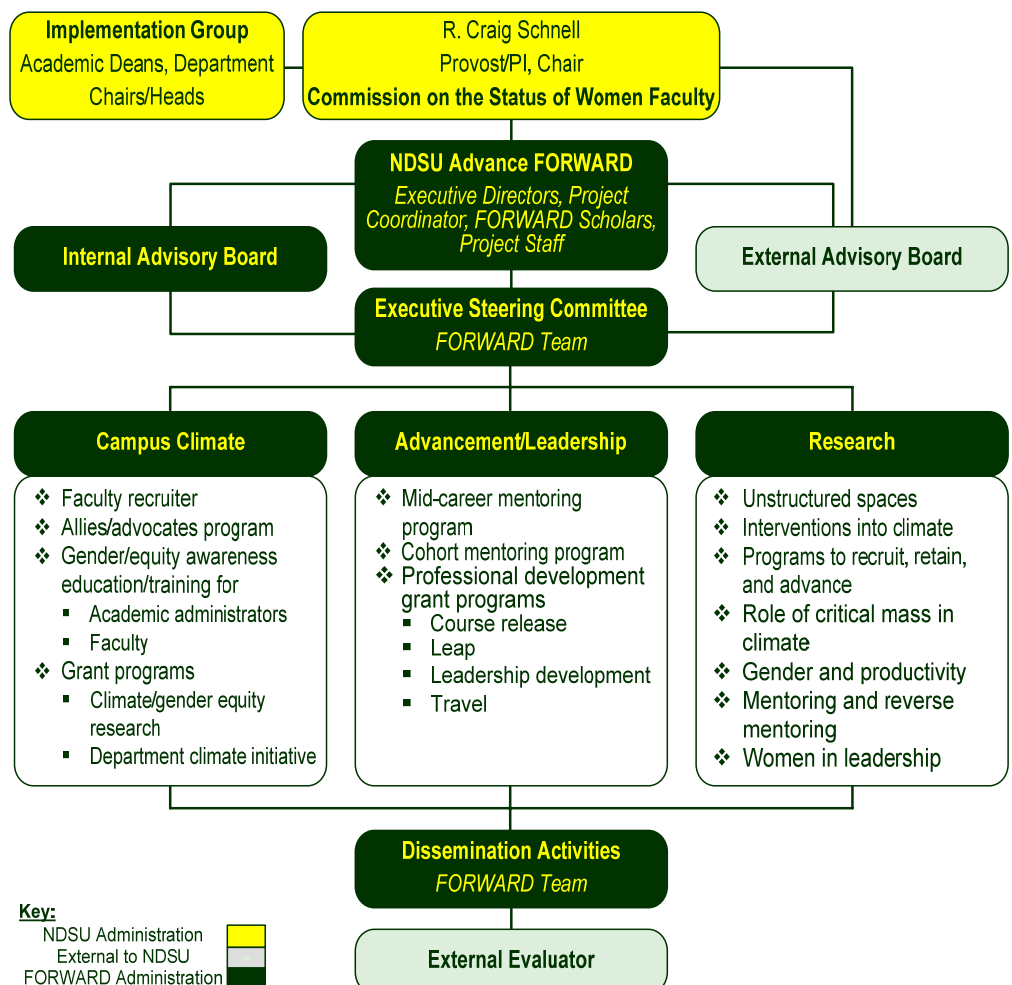 Implementation Group
Academic Deans, Department
Chairs/Heads
R. Craig Schnell
Provost/PI, Chair
Commission on the Status of Women Faculty
NDSU Advance FORWARD
Executive Directors, Project
Coordinator, FORWARD Scholars,
Project Staff
Internal Advisory Board
External Advisory Board
Executive Steering Committee
FORWARD Team
Campus Climate
❖ Faculty recruiter
❖ Allies/advocates program
❖ Gender/equity awareness
education/training for
▪ Academic administrators
▪ Faculty
❖ Grant programs
▪ Climate/gender equity
research
▪ Department climate initiative
Advancement/Leadership
❖ Mid-career mentoring
program
❖ Cohort mentoring program
❖ Professional development
grant programs
▪ Course release
▪ Leap
▪ Leadership development
▪ Travel
Research
❖ Unstructured spaces
❖ Interventions into climate
❖ Programs to recruit, retain,
and advance
❖ Role of critical mass in
climate
❖ Gender and productivity
❖ Mentoring and reverse
mentoring
❖ Women in leadership
Dissemination Activities
FORWARD Team
External Evaluator
Key:
NDSU Administration
External to NDSU
FORWARD Administration